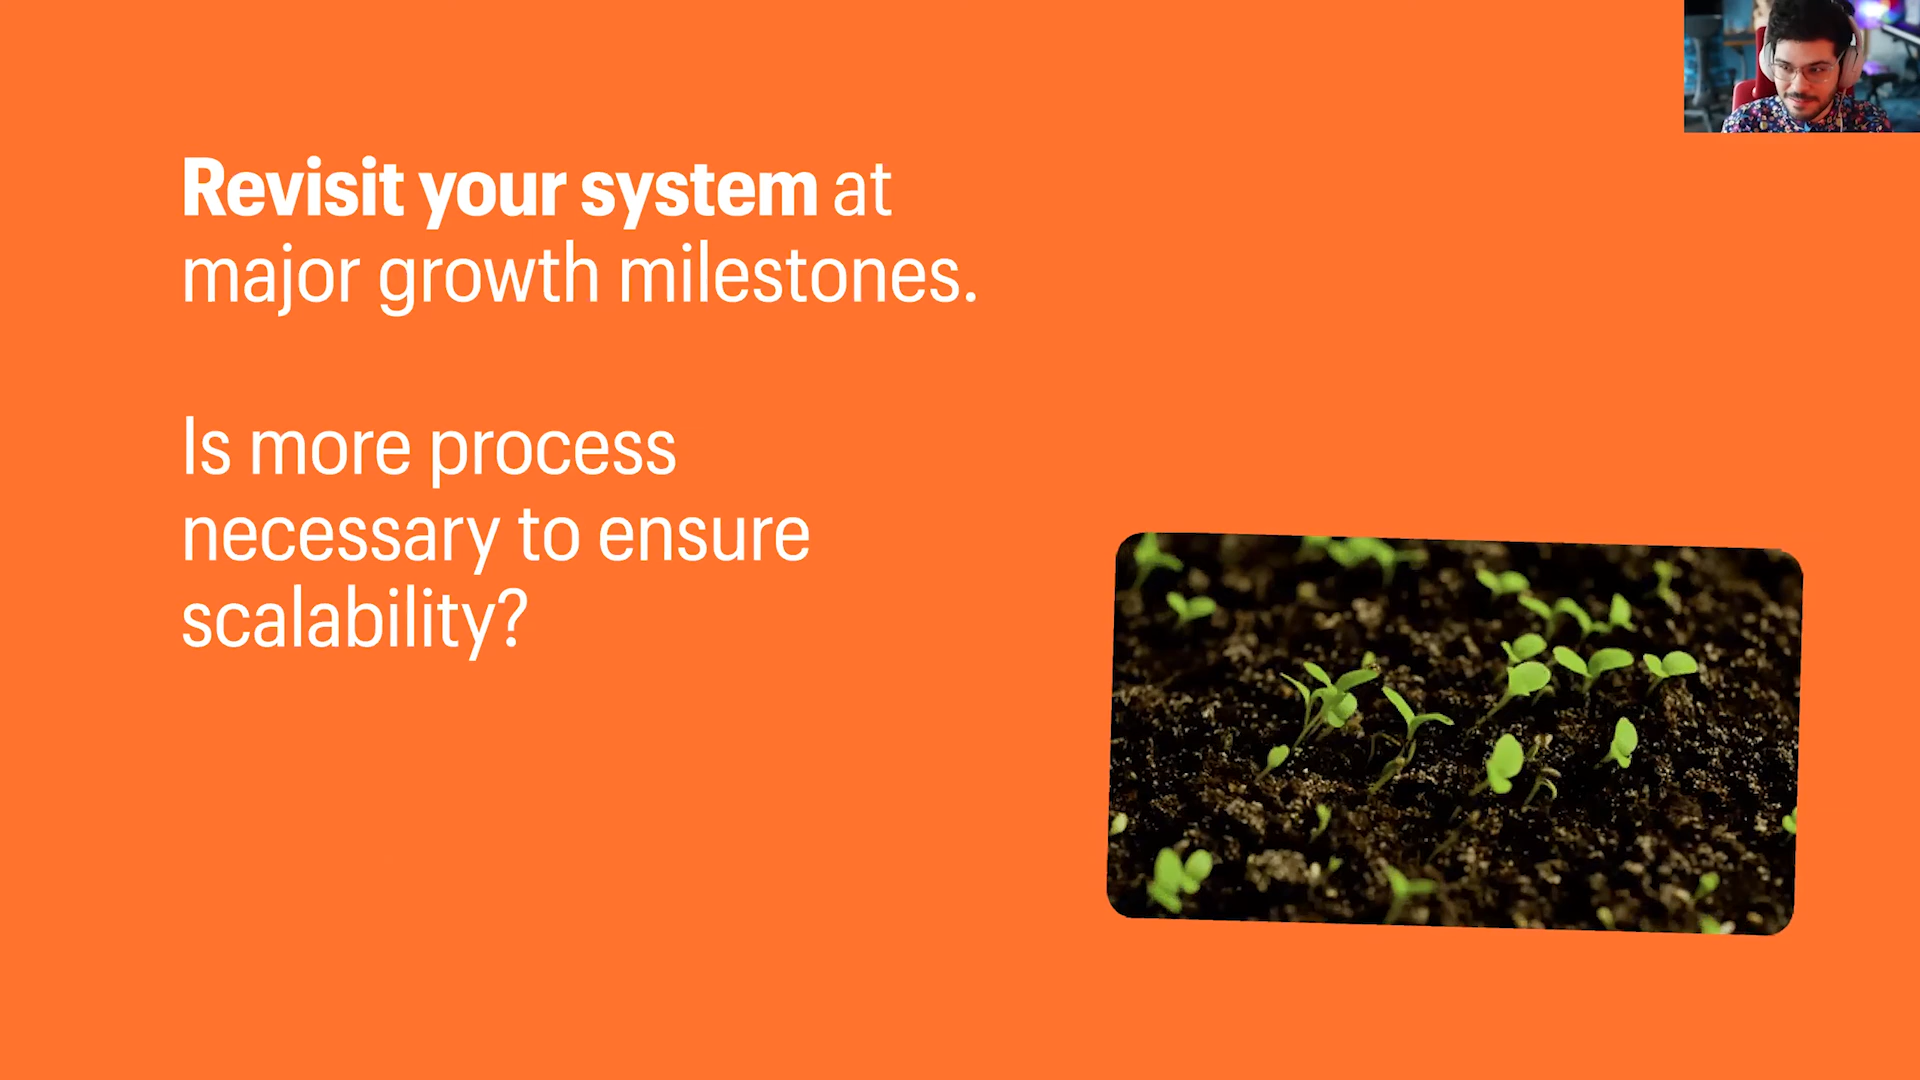 Revisit your system at
major growth milestones.
Is more process
necessary to ensure
scalability?